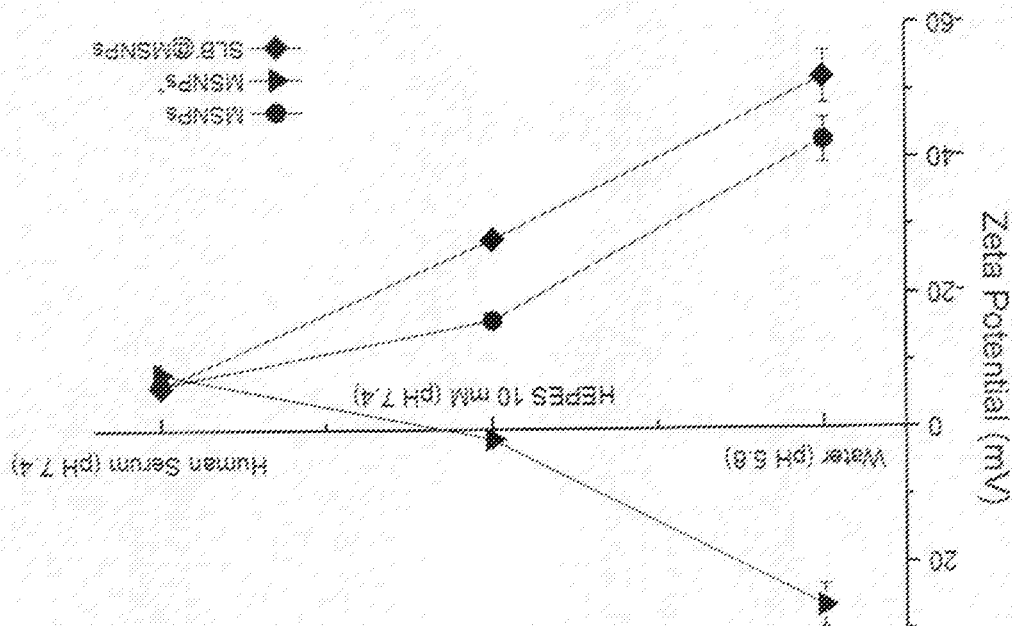 20
Water (pH 5.8)
Human Serum (pH 7.4)
0
HEPES 10 mM (pH 7.4)
Zeta Potential (mV)
-20
-40
-60
MSNPs
MSNPs⁺
SLB@MSNPs